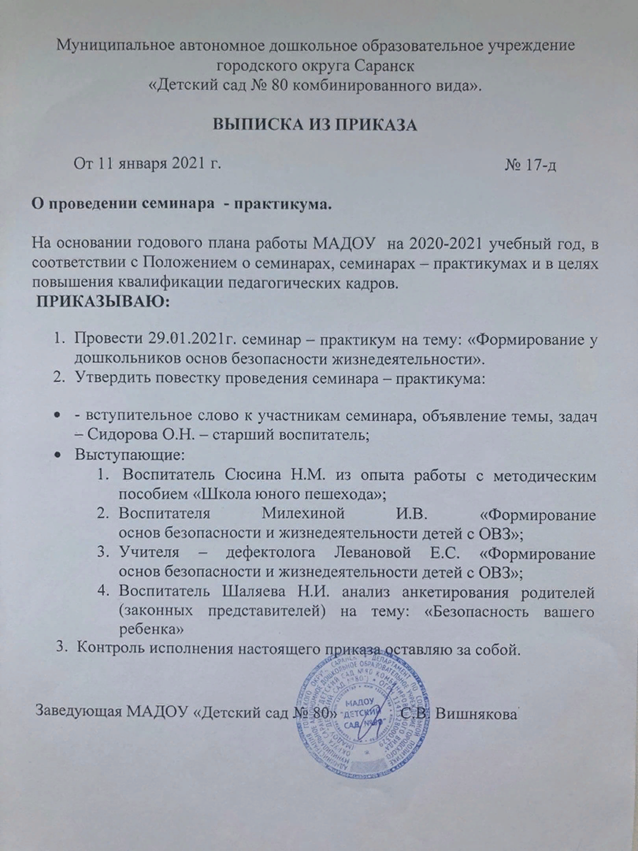 Муниципальное автономное дошкольное образовательное учреждение
городского округа Саранск
«Детский сад № 80 комбинированного вида».
ВЫПИСКА ИЗ ПРИКАЗА
От 11 января 2021 г. № 17-д
О проведении семинара - практикума.
На основании годового плана работы МАДОУ на 2020-2021 учебный год, в
соответствии с Положением о семинарах, семинарах – практикумах и в целях
повышения квалификации педагогических кадров.
ПРИКАЗЫВАЮ:
1. Провести 29.01.2021г. семинар – практикум на тему: «Формирование у
дошкольников основ безопасности жизнедеятельности».
2. Утвердить повестку проведения семинара – практикума:
• - вступительное слово к участникам семинара, объявление темы, задач
– Сидорова О.Н. – старший воспитатель;
• Выступающие:
1. Воспитатель Сюсина Н.М. из опыта работы с методическим
пособием «Школа юного пешехода»;
2. Воспитателя Милехиной И.В. «Формирование
основ безопасности и жизнедеятельности детей с ОВЗ»;
3. Учителя – дефектолога Левановой Е.С. «Формирование
основ безопасности и жизнедеятельности детей с ОВЗ»;
4. Воспитатель Шаляева Н.И. анализ анкетирования родителей
(законных представителей) на тему: «Безопасность вашего
ребенка»
3. Контроль исполнения настоящего приказа оставляю за собой.
Заведующая МАДОУ «Детский сад № 80» С.В. Вишнякова
МАДОУ
"ДЕТСКИЙ
САД №80"